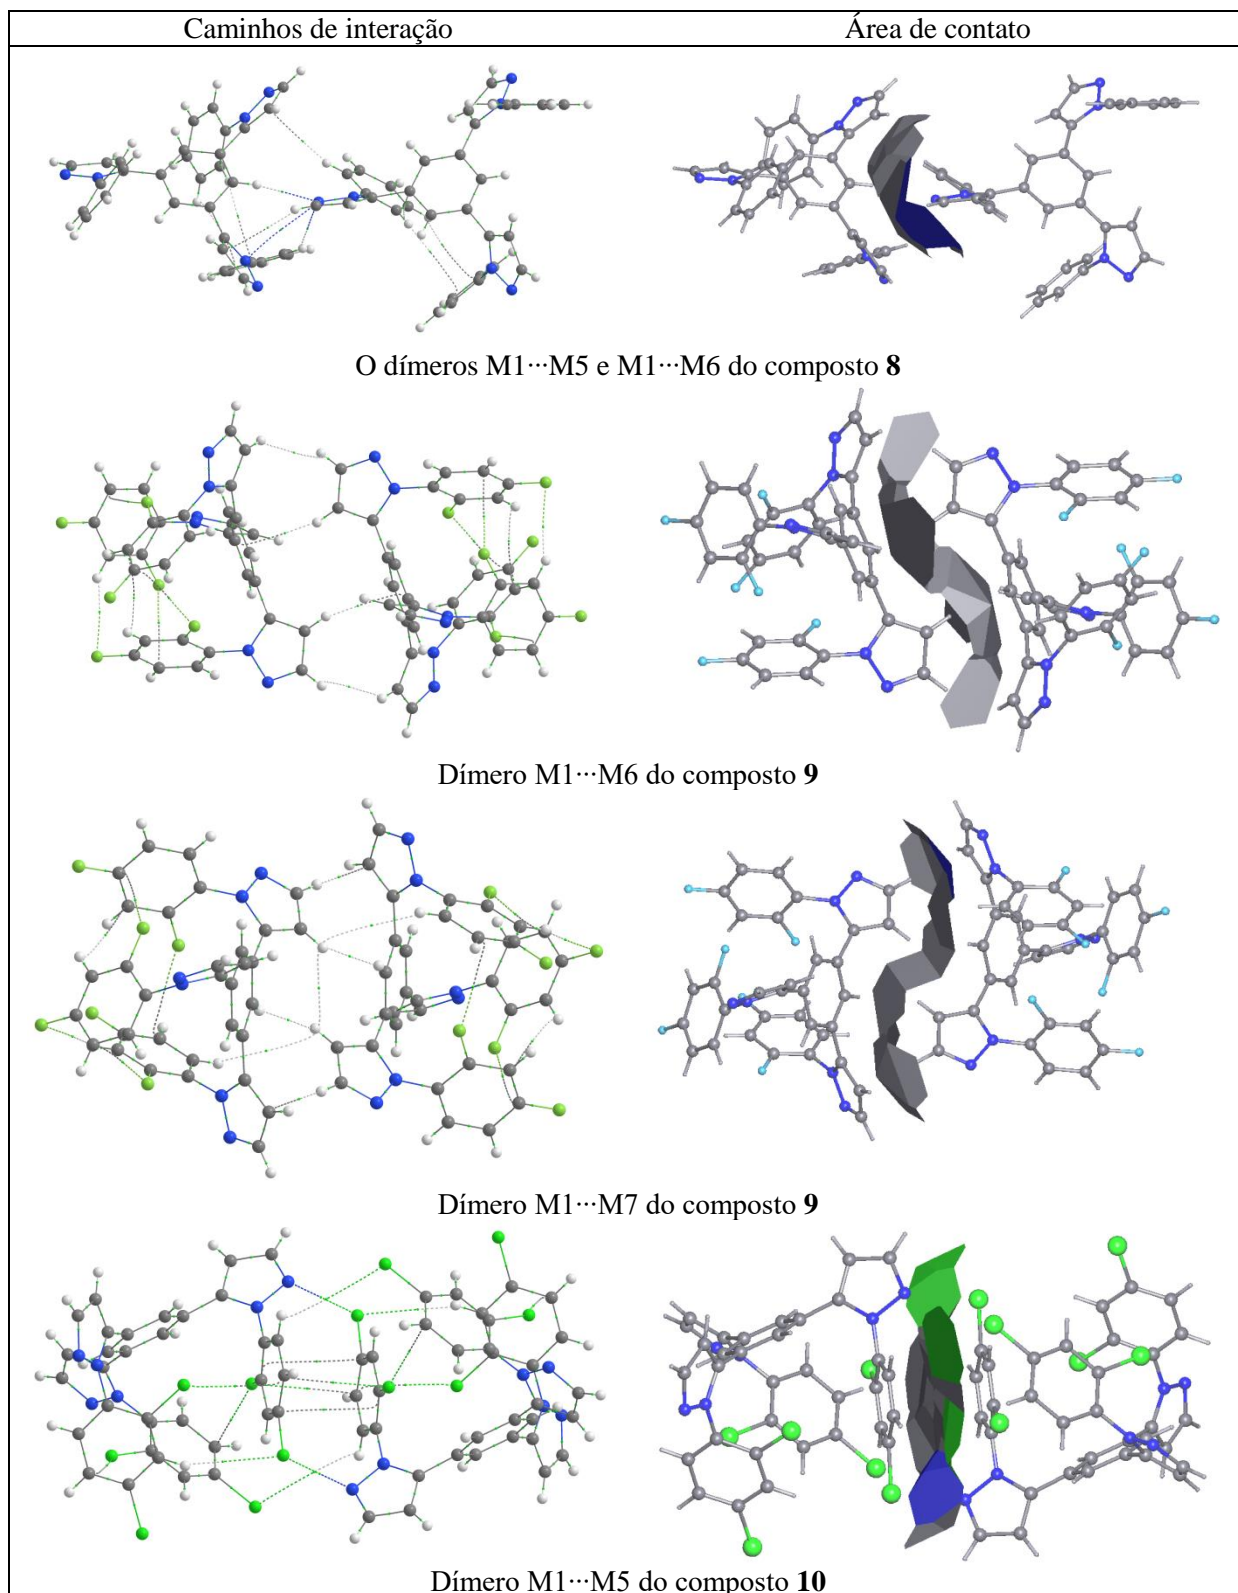 Caminhos de interação
Área de contato
O dímeros M1···M5 e M1···M6 do composto 8
Dímero M1···M6 do composto 9
Dímero M1···M7 do composto 9
Dímero M1···M5 do composto 10